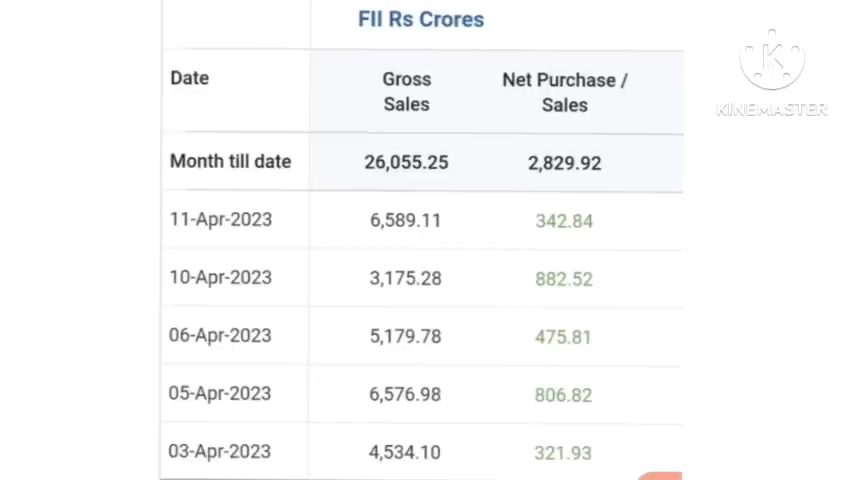 FII Rs Crores
Date Gross Sales Net Purchase / Sales
Month till date 26,055.25 2,829.92
11-Apr-2023 6,589.11 342.84
10-Apr-2023 3,175.28 882.52
06-Apr-2023 5,179.78 475.81
05-Apr-2023 6,576.98 806.82
03-Apr-2023 4,534.10 321.93
K
KINEMASTER